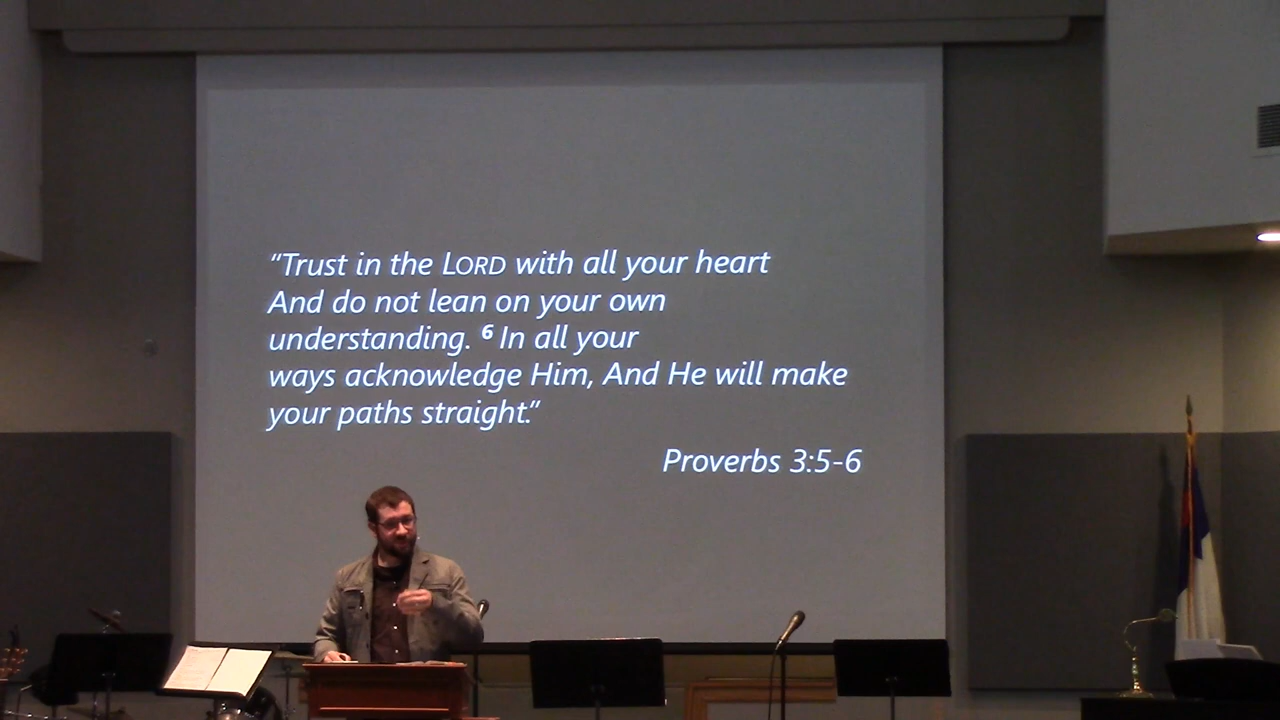 “Trust in the LORD with all your heart
And do not lean on your own
understanding. ⁶ In all your
ways acknowledge Him, And He will make
your paths straight.”
Proverbs 3:5-6